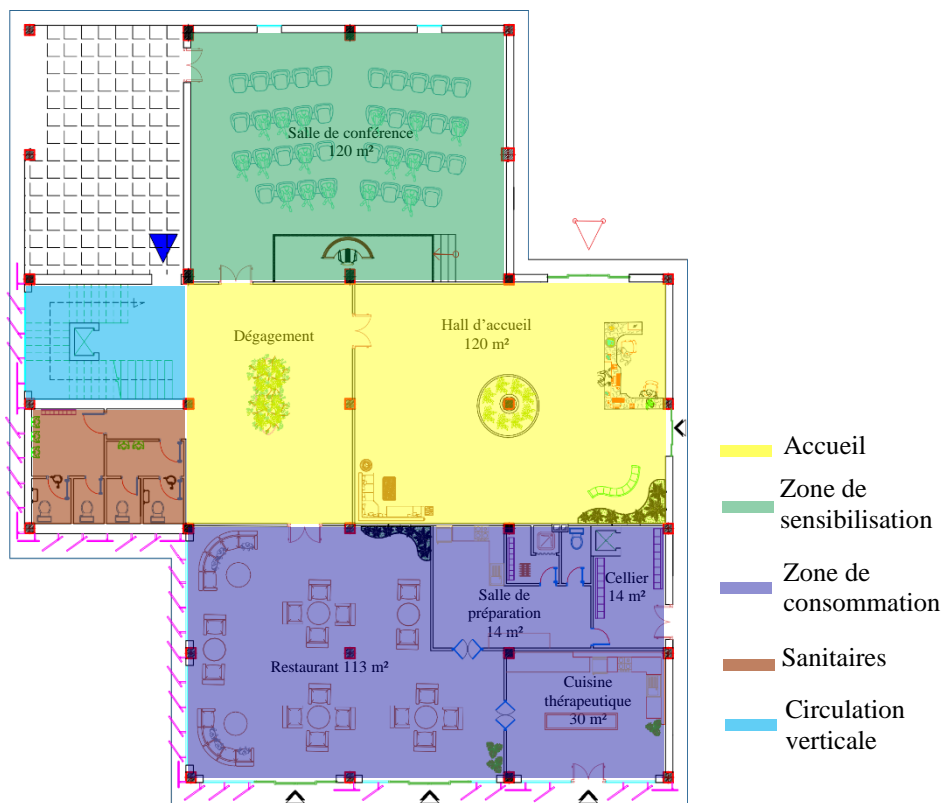 Salle de conférence
120 m²
Dégagement
Hall d’accueil
120 m²
Cellier
14 m²
Salle de
préparation
14 m²
Restaurant 113 m²
Cuisine
thérapeutique
30 m²
Accueil
Zone de
sensibilisation
Zone de
consommation
Sanitaires
Circulation
verticale